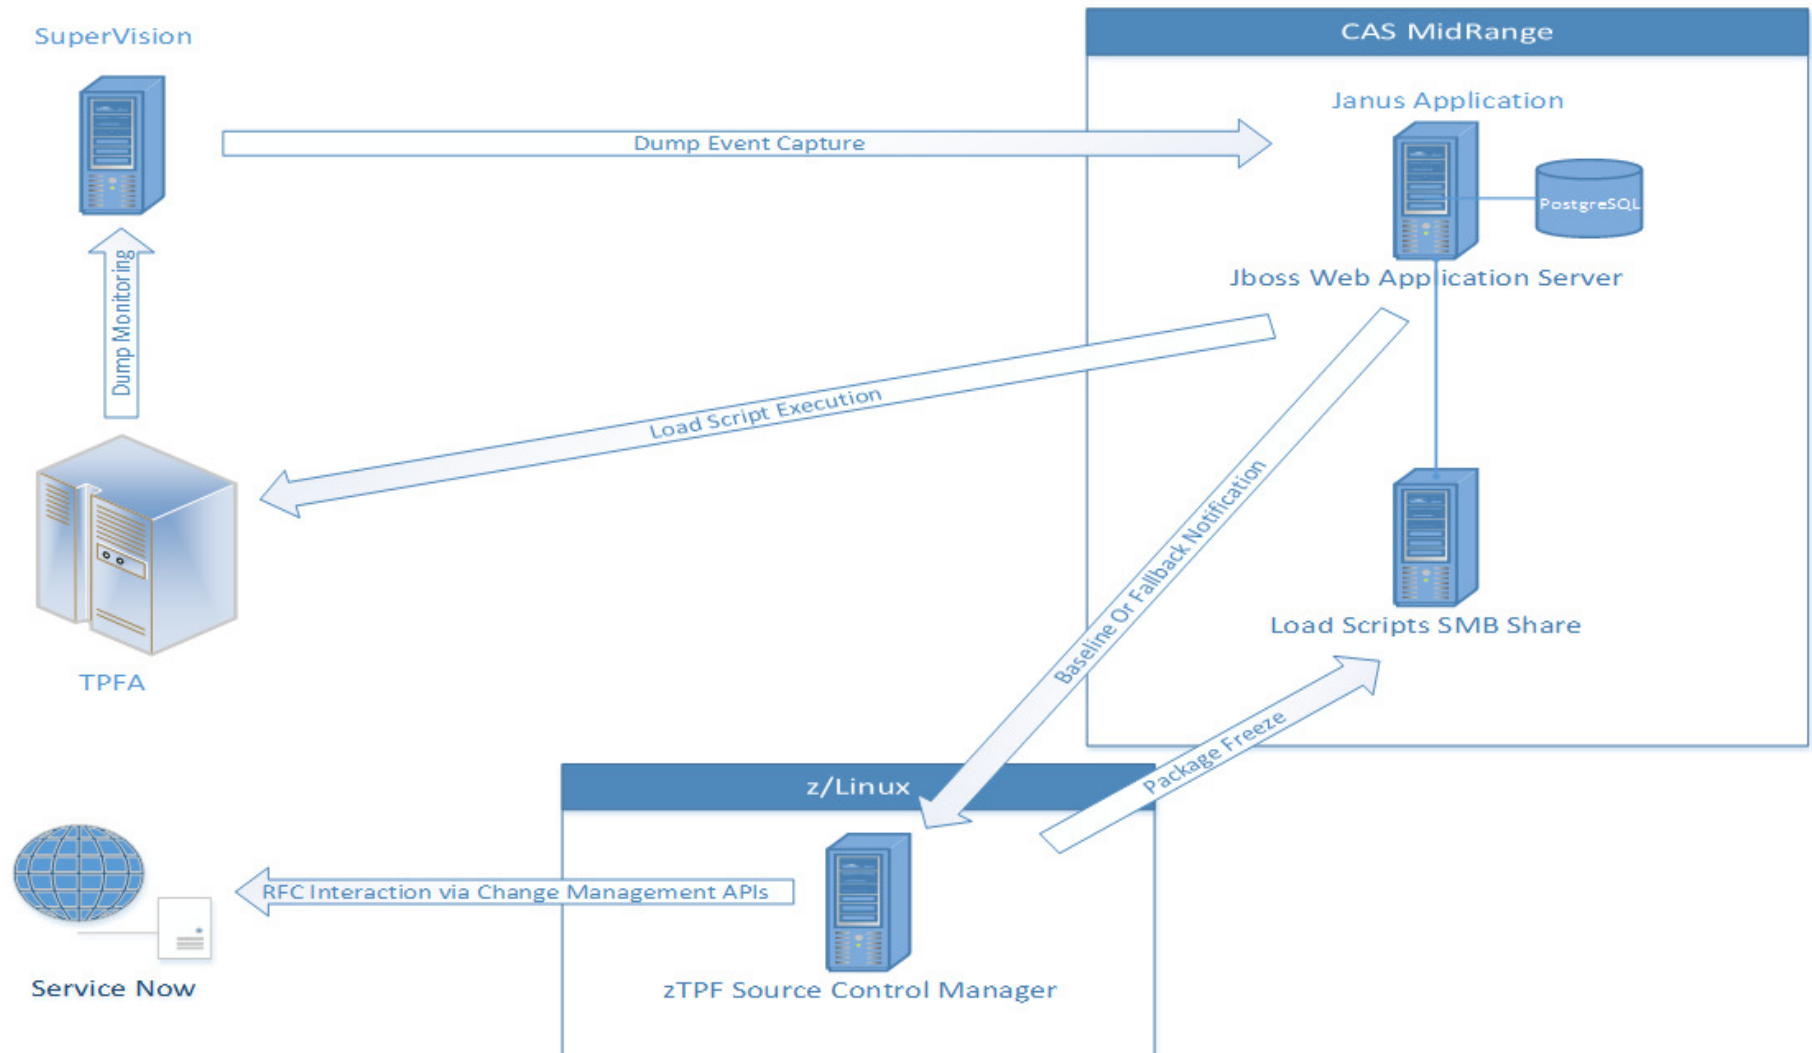 SuperVision
CAS MidRange
Janus Application
Dump Event Capture
PostgreSQL
Jboss Web Application Server
Dump Monitoring
Load Script Execution
Baseline Or Fallback Notification
Load Scripts SMB Share
TPFA
Package Freeze
z/Linux
RFC Interaction via Change Management APIs
Service Now
zTPF Source Control Manager